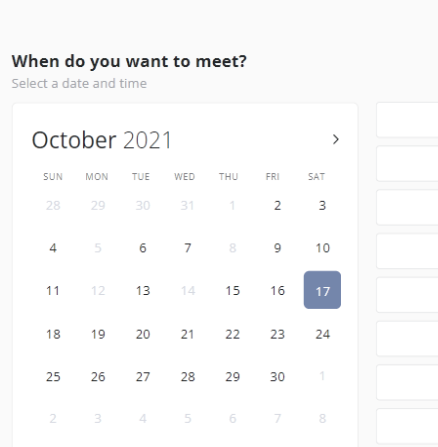 When do you want to meet?
Select a date and time
October 2021
SUN MON TUE WED THU FRI SAT
28 29 30 31 1 2 3
4 5 6 7 8 9 10
11 12 13 14 15 16 17
18 19 20 21 22 23 24
25 26 27 28 29 30 1
2 3 4 5 6 7 8